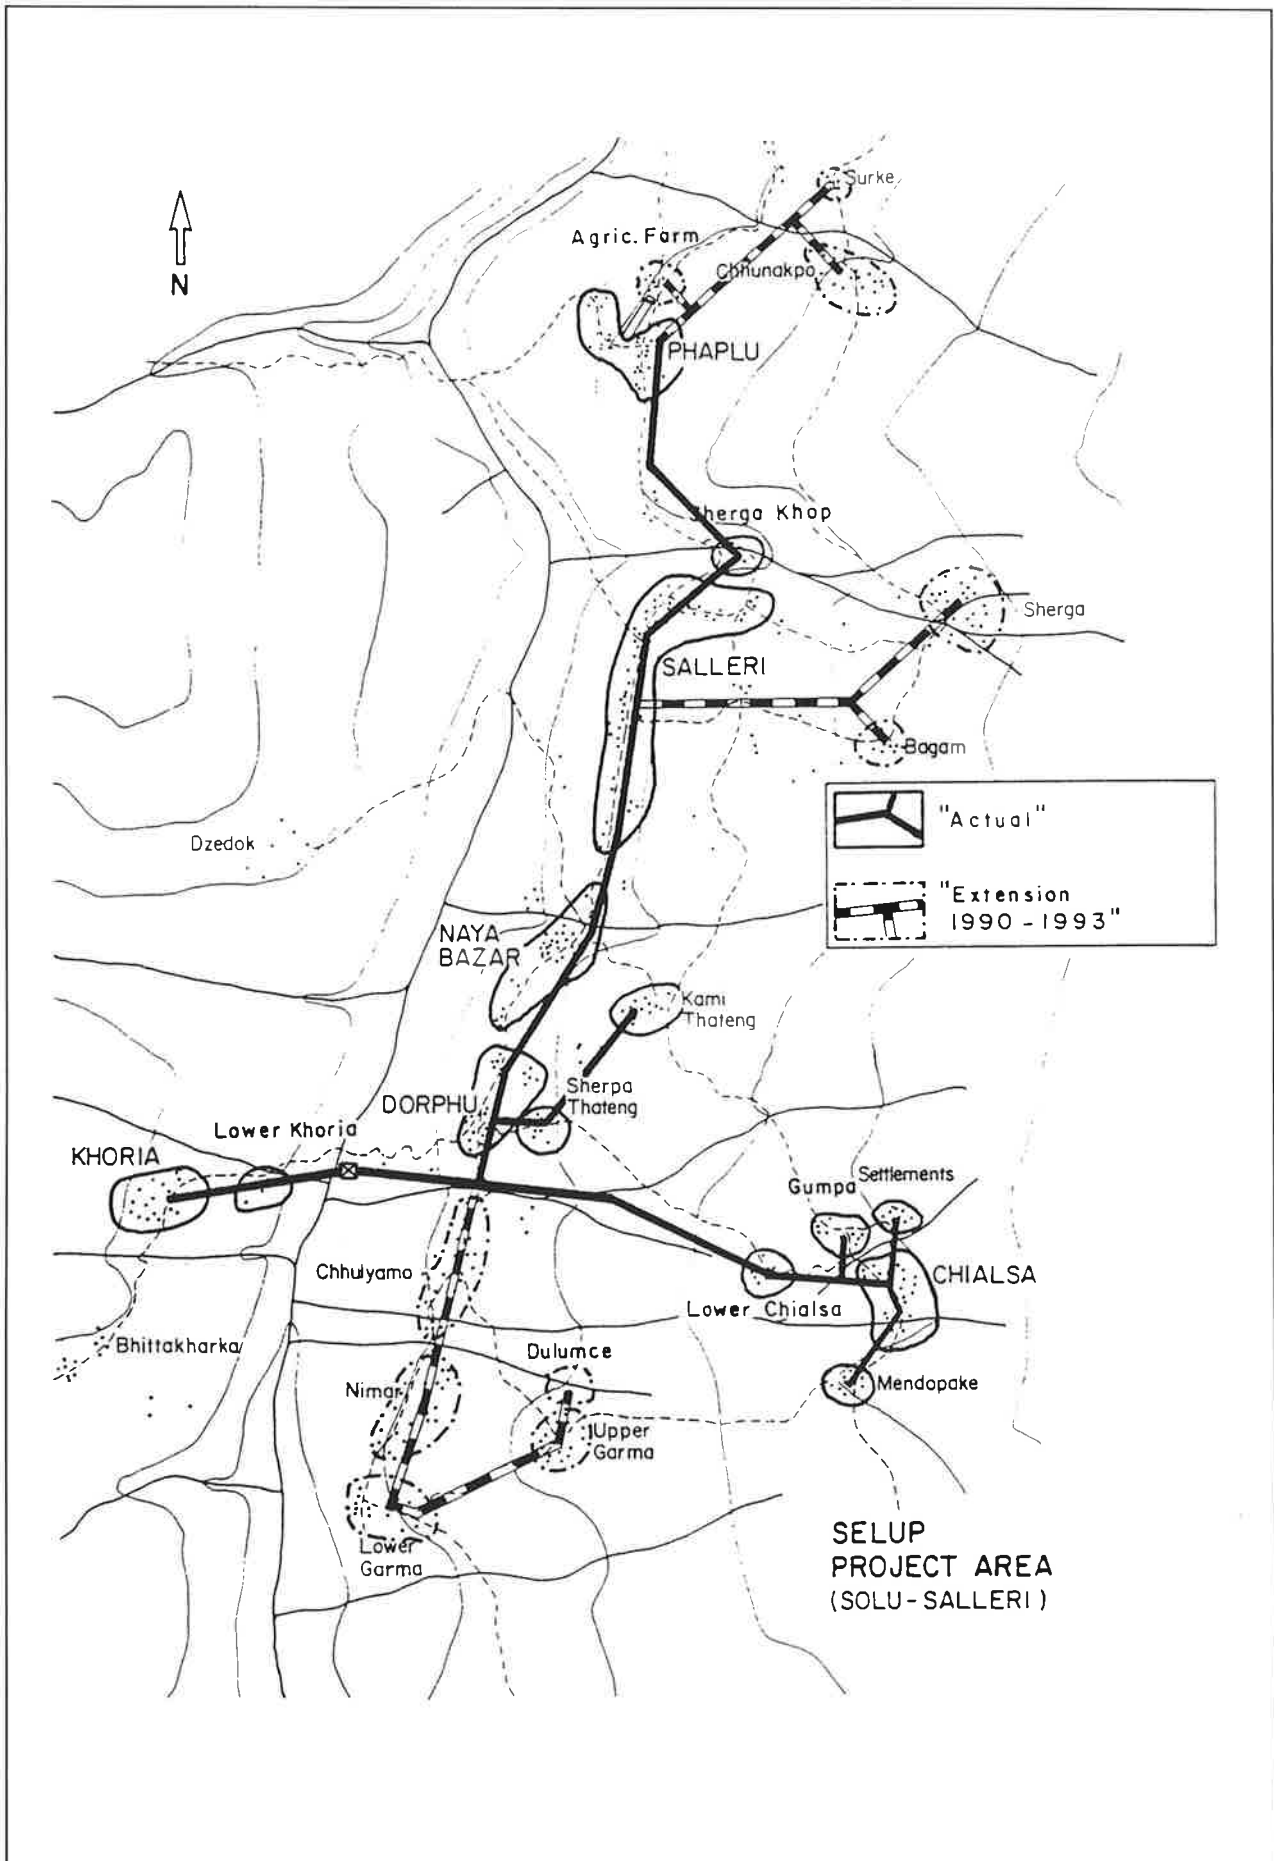 Surke
Agric. Farm
Chhunakpo
N
PHAPLU
Sherga Khop
Sherga
SALLERI
Bagam
"Actual"
Dzedok
"Extension
1990-1993"
NAYA
BAZAR
Kami
Thateng
Sherpa
Thateng
DORPHU
Lower Khoria
KHORIA
Settlements
Gumpa
Chhulyamo
CHIALSA
Lower Chialsa
Bhittakharka
Dulumce
Nimar
Mendopake
Upper
Garma
Lower
Garma
SELUP
PROJECT AREA
(SOLU-SALLERI)